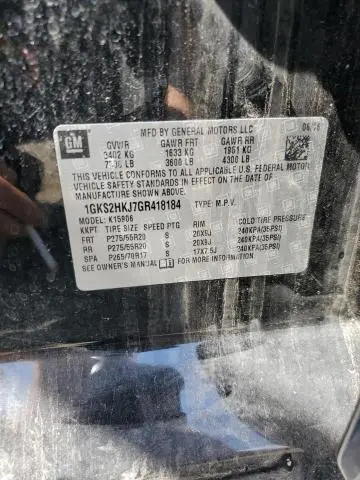 GM
MFD BY GENERAL MOTORS LLC
GVWR GAWR FRT GAWR RR
3402 KG 1633 KG 1951 KG
LB 3600 LB 4300 LB
THIS VEHICLE CONFORMS TO ALL APPLICABLE U.S. FEDERAL MOTOR
VEHICLE SAFETY STANDARDS IN EFFECT ON THE DATE OF
MANUFACTURE SHOWN ABOVE.
1GKS2HKJ7GR418184 TYPE: M.P.V.
MODEL: K15906
KKPT: TIRE SIZE SPEED RTG RIM COLD TIRE PRESSURE
FRT P275/55R20 S 20X9J 240KPA(35PSI)
RR P275/55R20 S 20X9J 240KPA(35PSI)
SPA P265/70R17 S 17X7.5J 240KPA(35PSI)
SEE OWNER'S MANUAL FOR MORE INFORMATION.